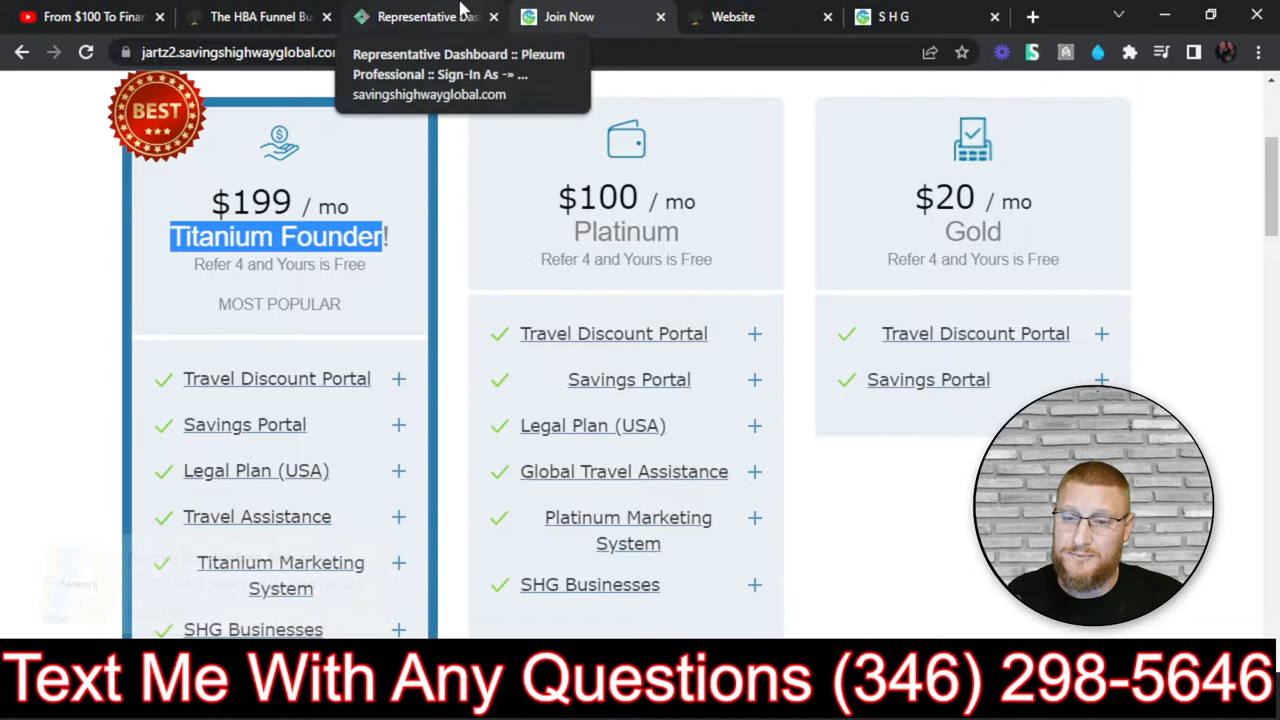 From $100 To Finan
The HBA Funnel Bu
Representative Das
Join Now
Website
S H G
jartz2.savingshighwayglobal.co
Representative Dashboard :: Plexum
Professional :: Sign-In As -» ...
savingshighwayglobal.com
BEST
$199 / mo
Titanium Founder!
Refer 4 and Yours is Free
MOST POPULAR
Travel Discount Portal
Savings Portal
Legal Plan (USA)
Travel Assistance
Titanium Marketing
System
SHG Businesses
$100 / mo
Platinum
Refer 4 and Yours is Free
Travel Discount Portal
Savings Portal
Legal Plan (USA)
Global Travel Assistance
Platinum Marketing
System
SHG Businesses
$20 / mo
Gold
Refer 4 and Yours is Free
Travel Discount Portal
Savings Portal
Yonkers
Text Me With Any Questions (346) 298-5646